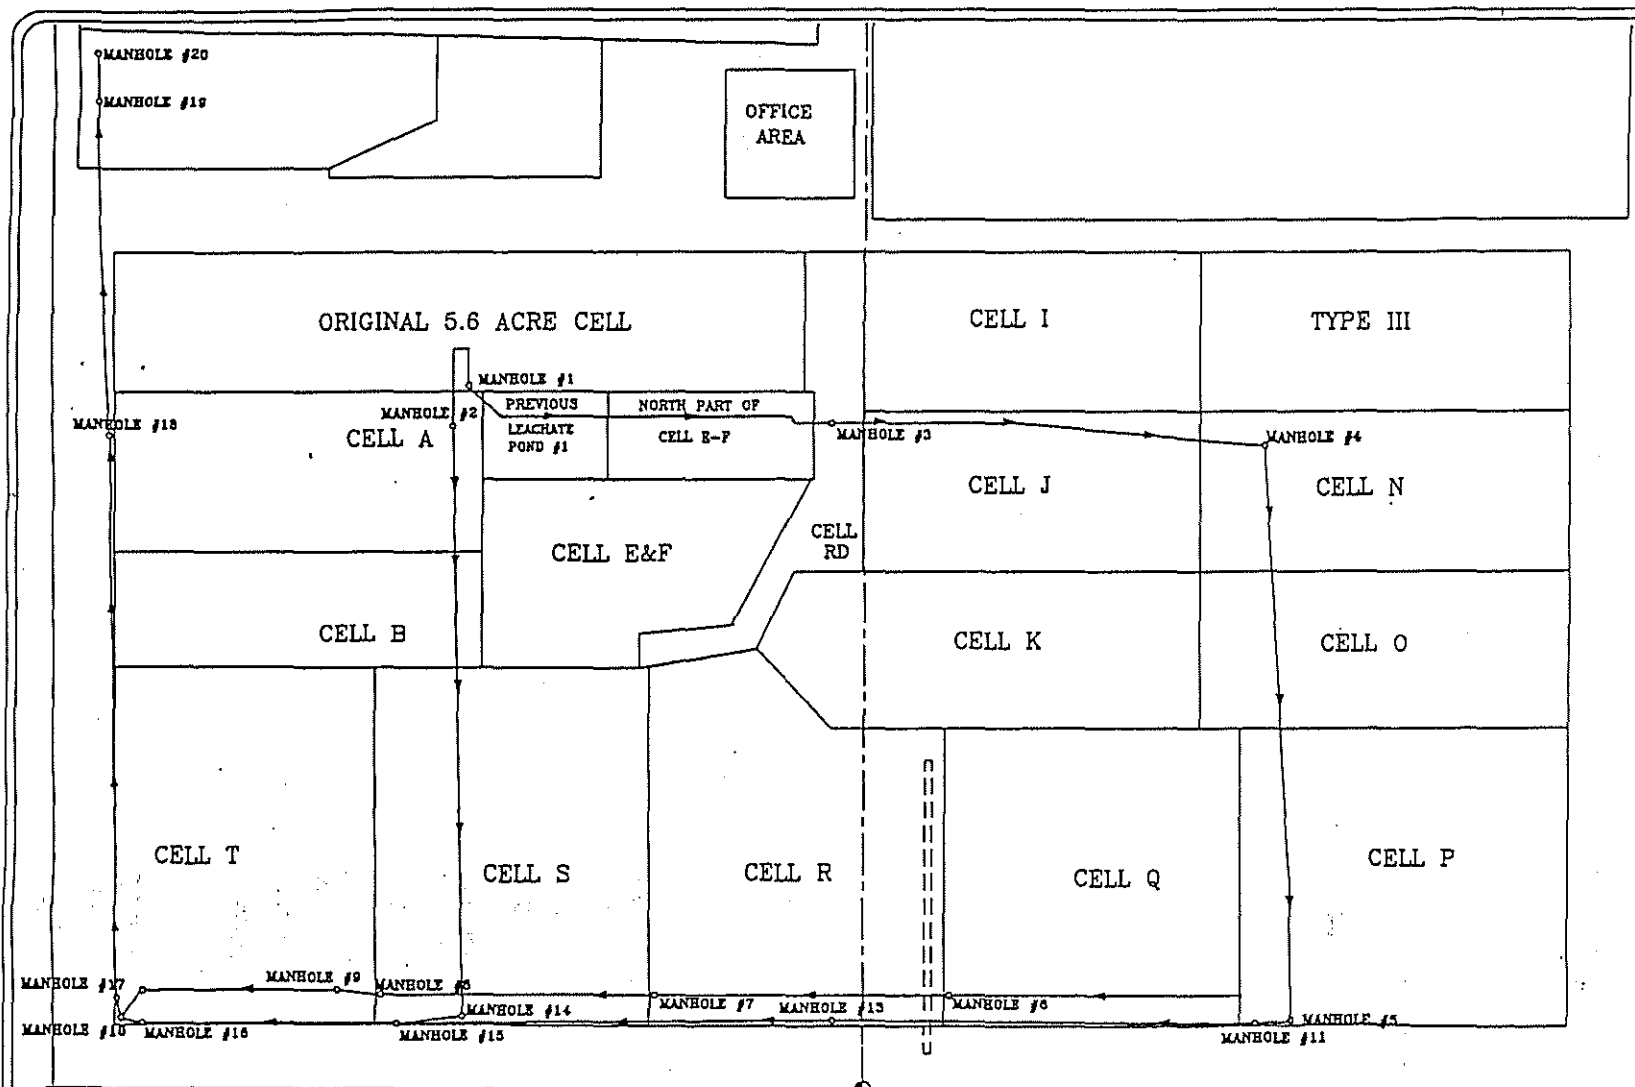 MANHOLE #20
MANHOLE #19
OFFICE
AREA
ORIGINAL 5.6 ACRE CELL
CELL I
TYPE III
MANHOLE #1
MANHOLE #2
PREVIOUS
LEACHATE
POND #1
NORTH PART OF
CELL E-F
MANHOLE #18
CELL A
MANHOLE #3
MANHOLE #4
CELL J
CELL N
CELL
RD
CELL E&F
CELL B
CELL K
CELL O
CELL T
CELL S
CELL R
CELL Q
CELL P
MANHOLE #17
MANHOLE #9
MANHOLE #8
MANHOLE #7
MANHOLE #13
MANHOLE #6
MANHOLE #14
MANHOLE #5
MANHOLE #10
MANHOLE #16
MANHOLE #15
MANHOLE #11